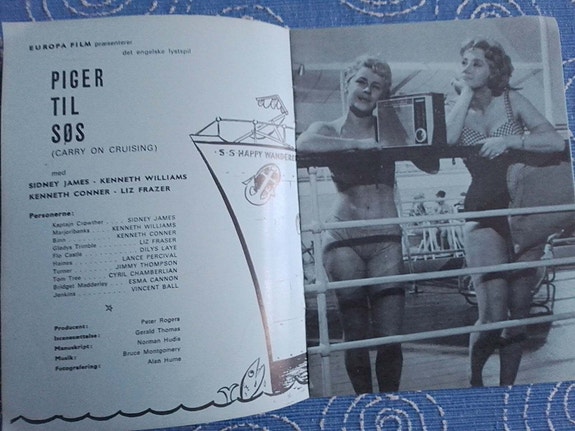 EUROPA FILM præsenterer
det engelske lystspil
PIGER
TIL
SØS
(CARRY ON CRUISING)
med
SIDNEY JAMES - KENNETH WILLIAMS
KENNETH CONNER - LIZ FRAZER
Personerne:
Kaptajn Crowther . . . . SIDNEY JAMES
Marjoribanks . . . . KENNETH WILLIAMS
Binn . . . . KENNETH CONNER
Gladys Trimble . . . . LIZ FRASER
Flo Castle . . . . DILYS LAYE
Haines . . . . LANCE PERCIVAL
Turner . . . . JIMMY THOMPSON
Tom Tree . . . . CYRIL CHAMBERLIAN
Bridget Madderley . . . . ESMA CANNON
Jenkins . . . . VINCENT BALL
Producent: Peter Rogers
Iscenesættelse: Gerald Thomas
Manuskript: Norman Hudis
Musik: Bruce Montgomery
Fotografering: Alan Hume
S·S HAPPY WANDERE